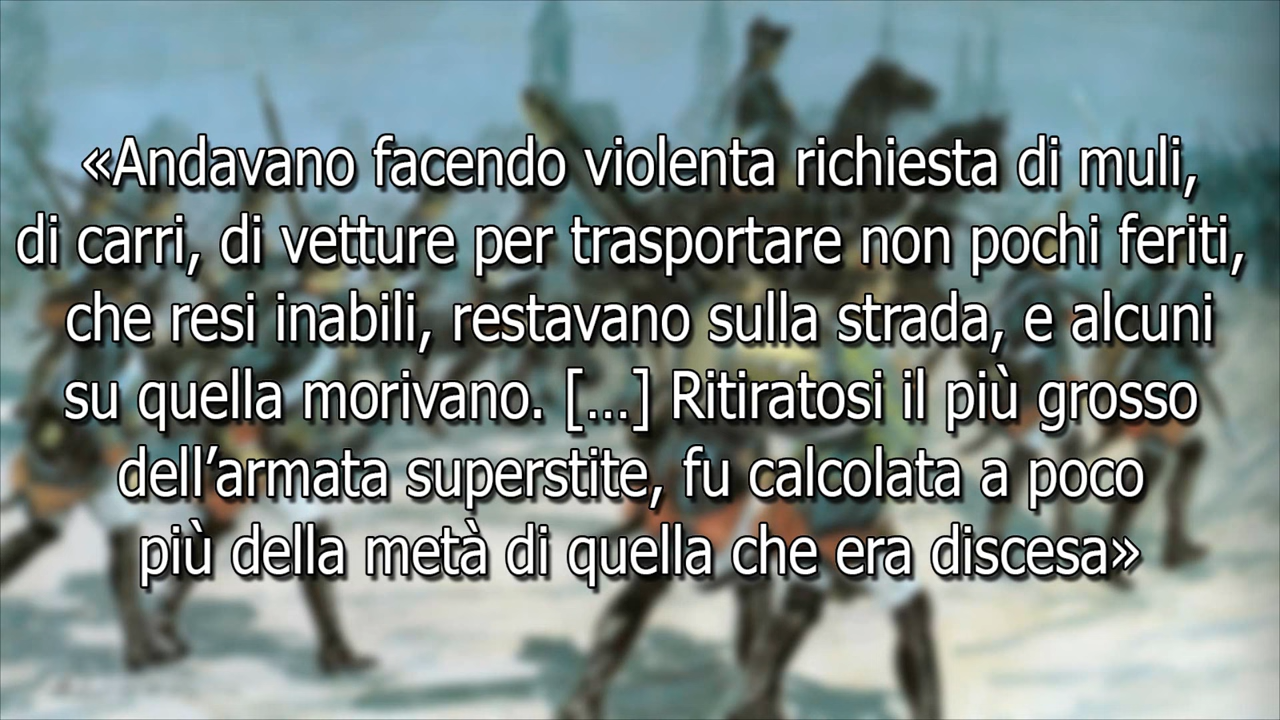 «Andavano facendo violenta richiesta di muli,
di carri, di vetture per trasportare non pochi feriti,
che resi inabili, restavano sulla strada, e alcuni
su quella morivano. [...] Ritiratosi il più grosso
dell’armata superstite, fu calcolata a poco
più della metà di quella che era discesa»